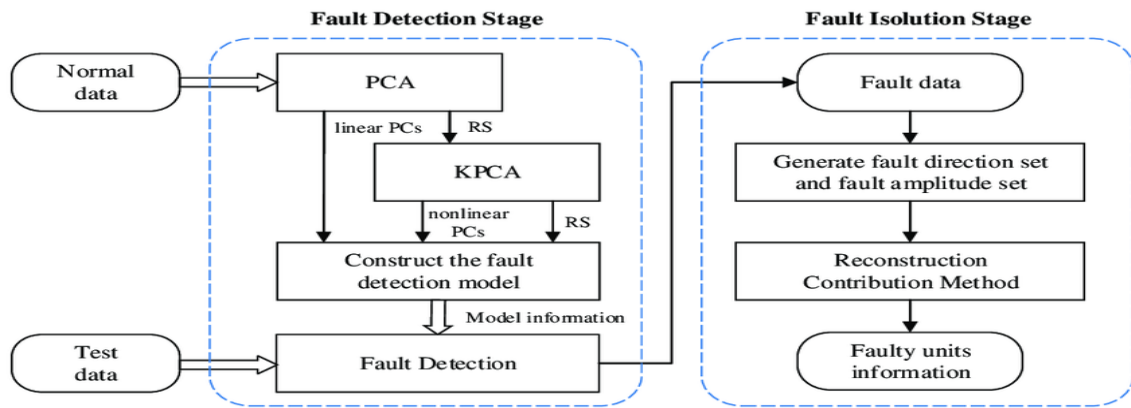 Fault Detection Stage
Normal
data
PCA
linear PCs
RS
KPCA
nonlinear
PCs
RS
Construct the fault
detection model
Model information
Test
data
Fault Detection
Fault Isolution Stage
Fault data
Generate fault direction set
and fault amplitude set
Reconstruction
Contribution Method
Faulty units
information